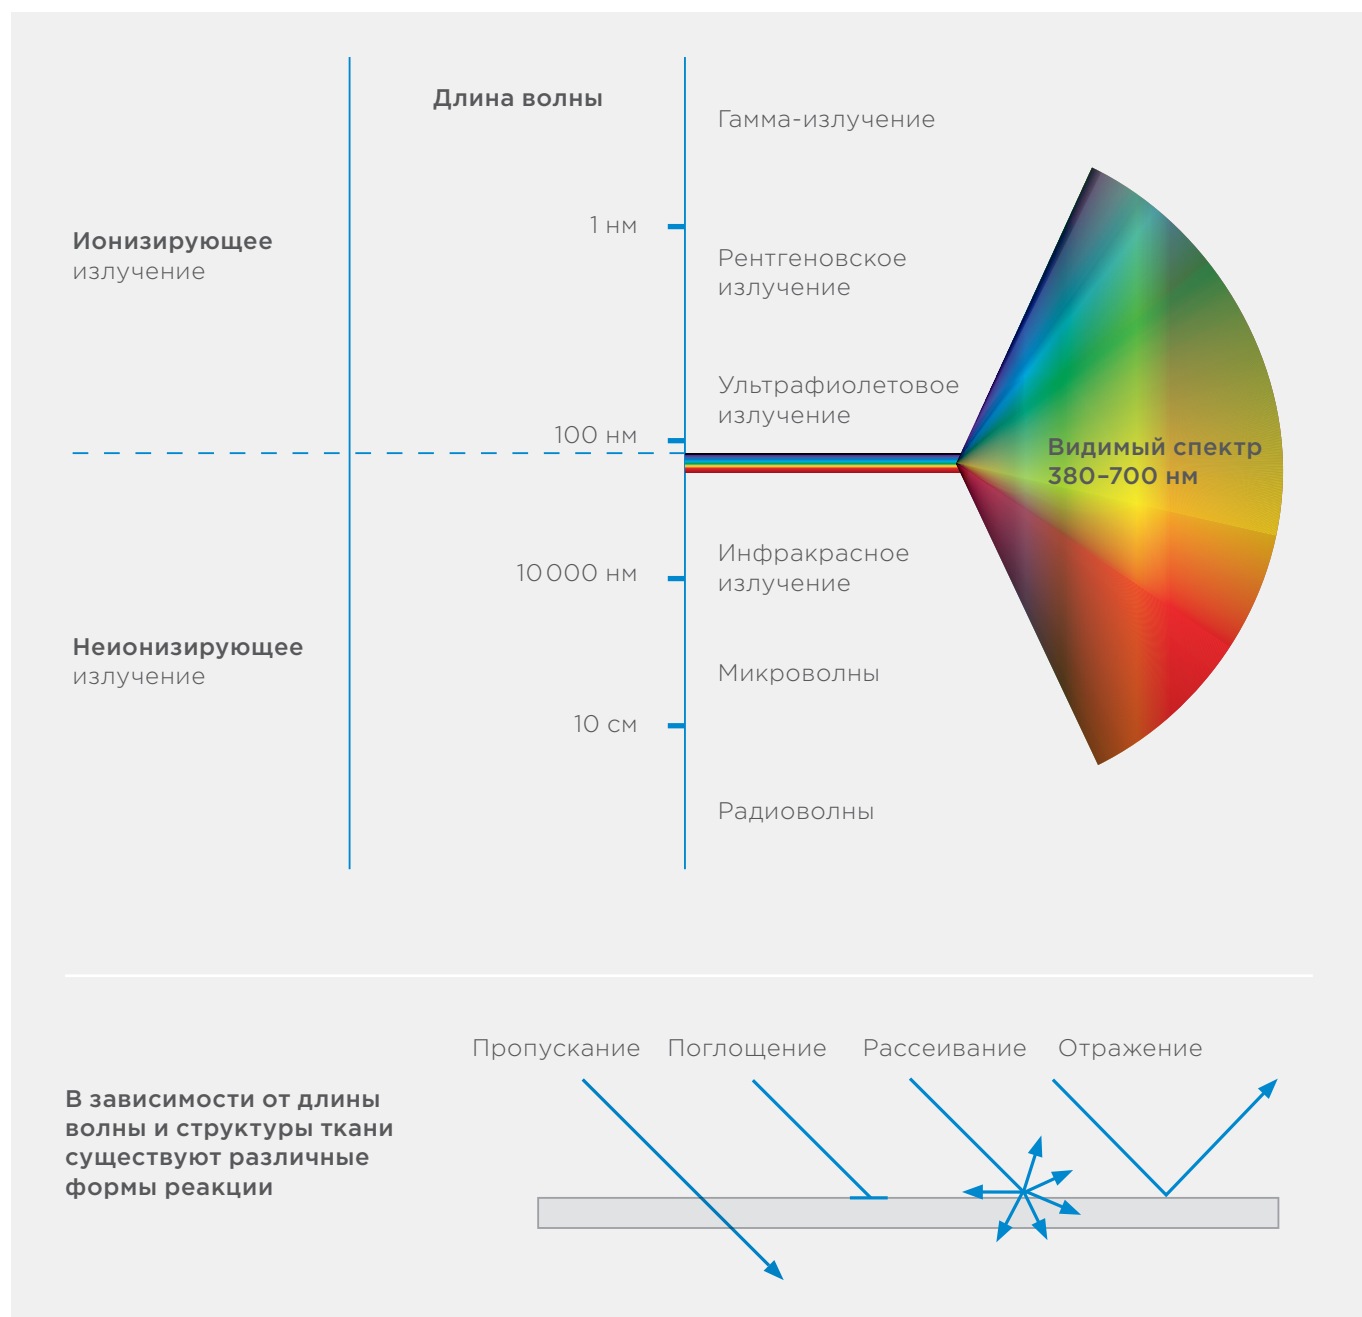 Длина волны
Гамма-излучение
1 нм
Ионизирующее
излучение
Рентгеновское
излучение
Ультрафиолетовое
излучение
100 нм
Видимый спектр
380–700 нм
Инфракрасное
излучение
10 000 нм
Неионизирующее
излучение
Микроволны
10 см
Радиоволны
Пропускание
Поглощение
Рассеивание
Отражение
В зависимости от длины
волны и структуры ткани
существуют различные
формы реакции